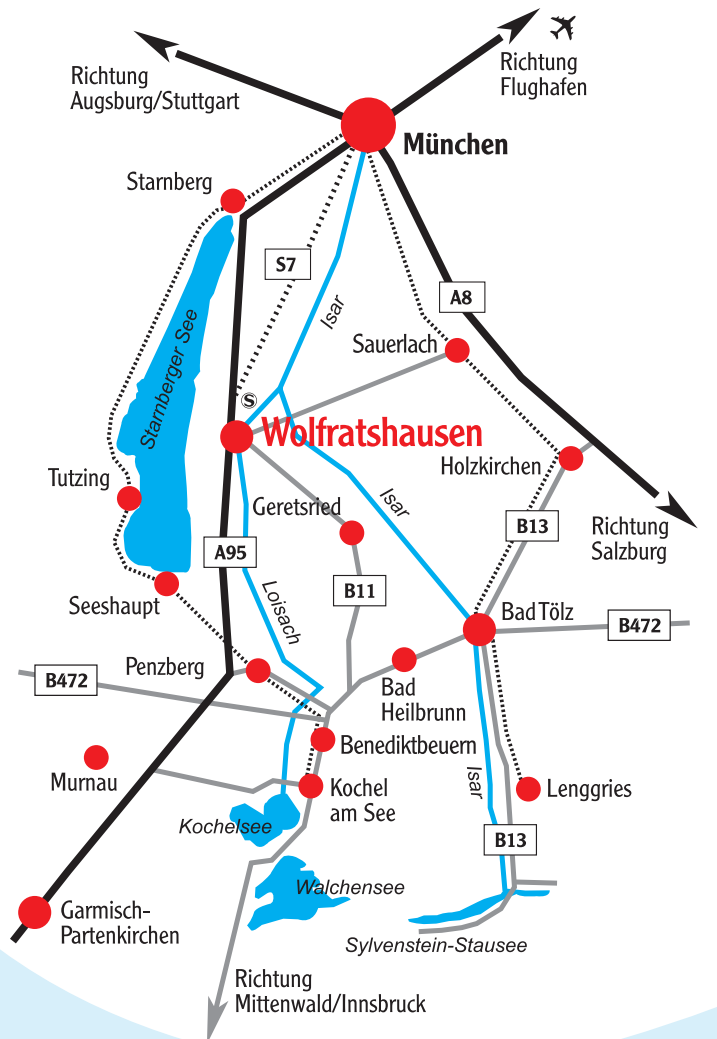 Richtung
Augsburg/Stuttgart
Richtung
Flughafen
München
Starnberg
S7
A8
Isar
Sauerlach
Starnberger See
S
Wolfratshausen
Holzkirchen
Tutzing
Geretsried
Isar
B13
Richtung
Salzburg
A95
B11
Seeshaupt
Loisach
Bad Tölz
B472
Penzberg
B472
Bad
Heilbrunn
Benediktbeuern
Murnau
Kochel
am See
Isar
Lenggries
Kochelsee
B13
Walchensee
Garmisch-
Partenkirchen
Sylvenstein-Stausee
Richtung
Mittenwald/Innsbruck